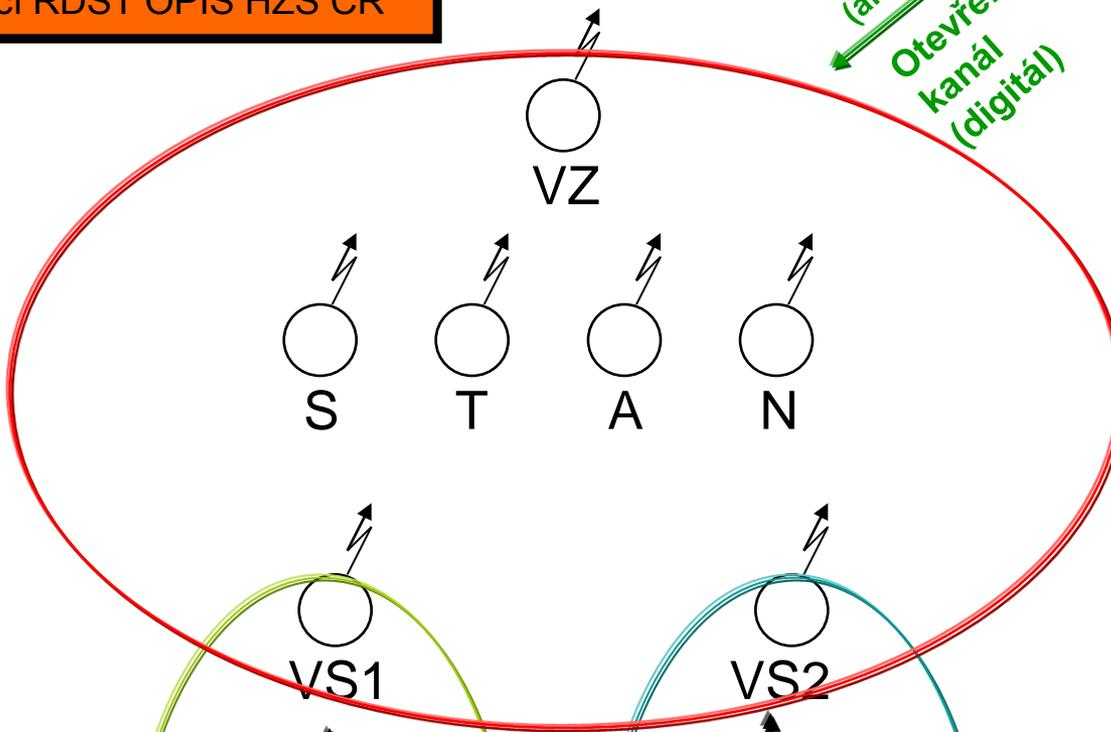 RDST OPIS HZS ČR
Otevřený
kanál
(digitál)
VZ
S T A N
VS1 VS2